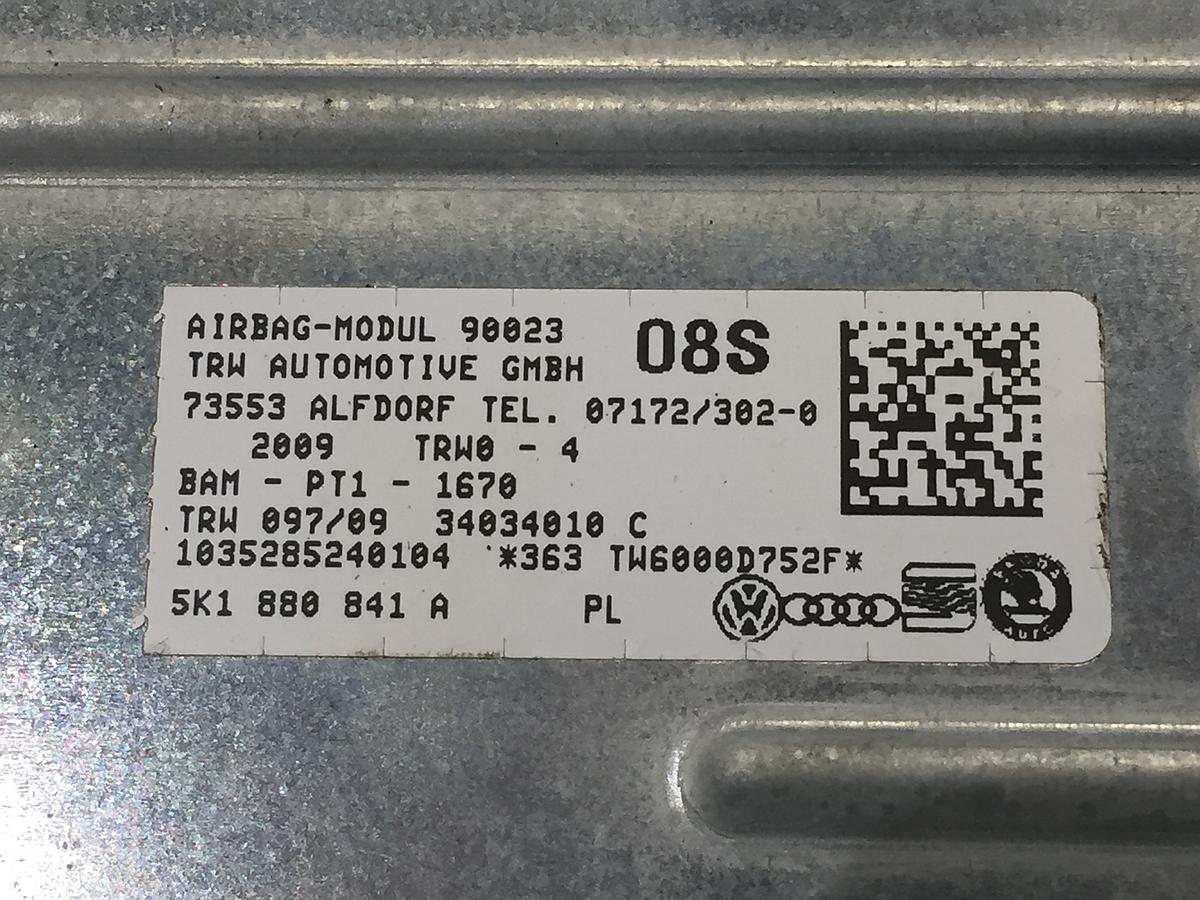 AIRBAG-MODUL 90023
08S
TRW AUTOMOTIVE GMBH
73553 ALFDORF TEL. 07172/302-0
2009 TRW0 - 4
BAM - PT1 - 1670
TRW 097/09 34034010 C
1035285240104 *363 TW6000D752F*
5K1 880 841 A PL